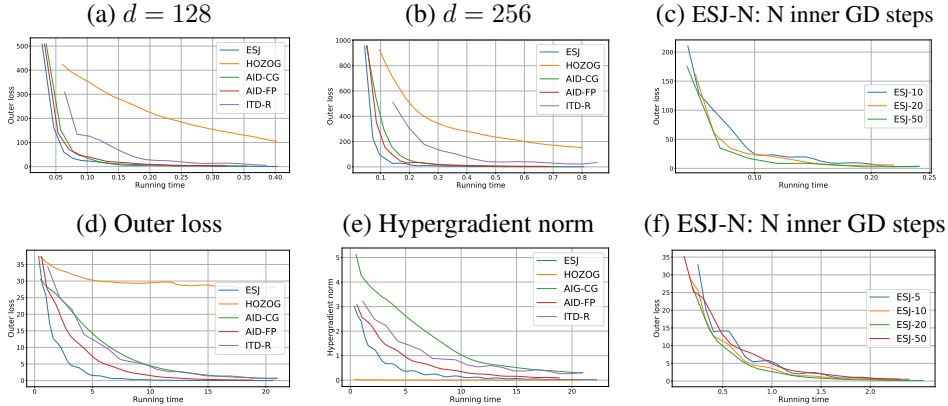 (a) d = 128
500
400
300
200
100
0
Outer loss
0.05 0.10 0.15 0.20 0.25 0.30 0.35 0.40
Running time
ESJ
HOZOG
AID-CG
AID-FP
ITD-R
(b) d = 256
1000
800
600
400
200
0
Outer loss
0.1 0.2 0.3 0.4 0.5 0.6 0.7 0.8
Running time
ESJ
HOZOG
AID-CG
AID-FP
ITD-R
(c) ESJ-N: N inner GD steps
200
150
100
50
0
Outer loss
0.10 0.20 0.25
Running time
ESJ-10
ESJ-20
ESJ-50
(d) Outer loss
35
30
25
20
15
10
5
0
Outer loss
0 5 10 15 20
Running time
ESJ
HOZOG
AID-CG
AID-FP
ITD-R
(e) Hypergradient norm
5
4
3
2
1
0
Hypergradient norm
0 5 10 15 20
Running time
ESJ
HOZOG
AIG-CG
AID-FP
ITD-R
(f) ESJ-N: N inner GD steps
35
30
25
20
15
10
5
0
Outer loss
0.5 1.0 1.5 2.0
Running time
ESJ-5
ESJ-10
ESJ-20
ESJ-50